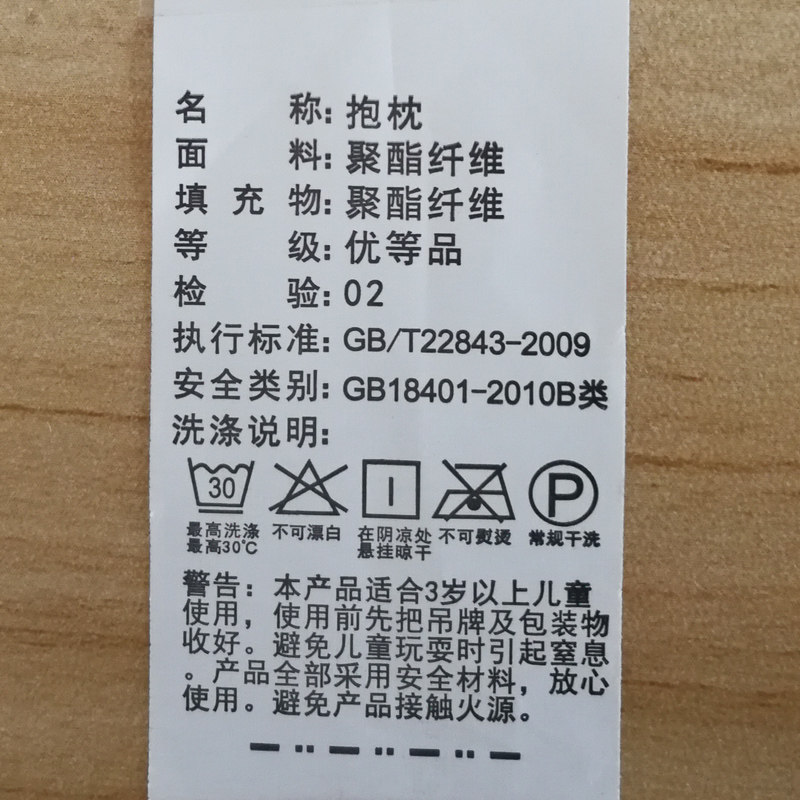 名称：抱枕
面料：聚酯纤维
填充物：聚酯纤维
等级：优等品
检验：02
执行标准：GB/T22843-2009
安全类别：GB18401-2010B类
洗涤说明：
30 P
最高洗涤 不可漂白 在阴凉处 不可熨烫 常规干洗
最高30℃ 悬挂晾干
警告：本产品适合3岁以上儿童
使用，使用前先把吊牌及包装物
收好。避免儿童玩耍时引起窒息
。产品全部采用安全材料，放心
使用。避免产品接触火源。